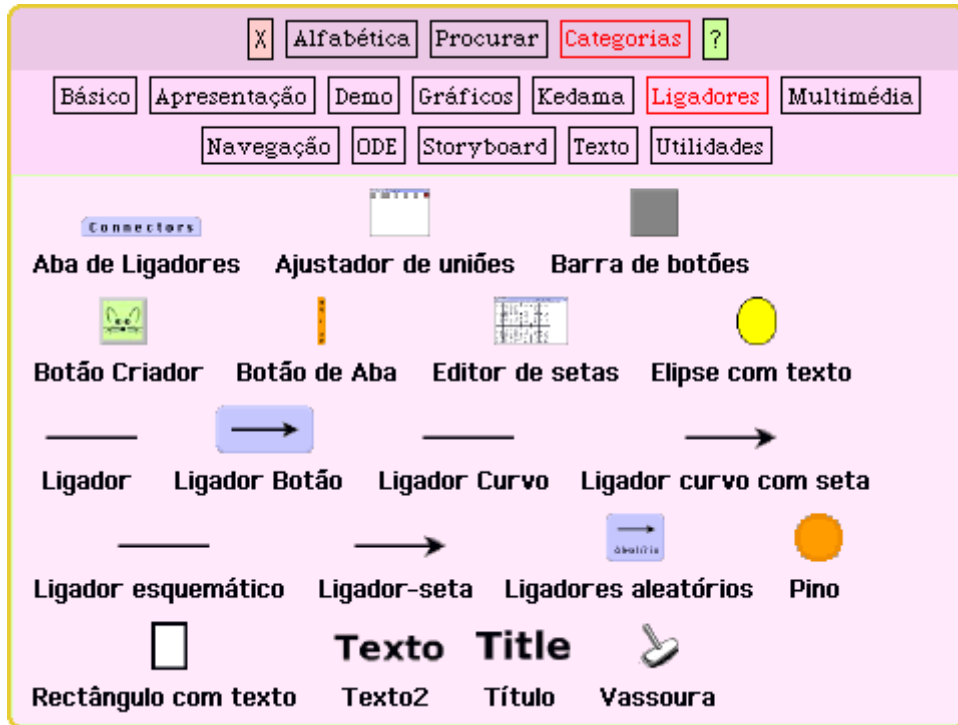 X Alfabética Procurar Categorias ?
Básico Apresentação Demo Gráficos Kedama Ligadores Multimédia
Navegação ODE Storyboard Texto Utilidades
Connectors
Aba de Ligadores Ajustador de uniões Barra de botões
Botão Criador Botão de Aba Editor de setas Elipse com texto
Ligador Ligador Botão Ligador Curvo Ligador curvo com seta
Ligador esquemático Ligador-seta Ligadores aleatórios Pino
Texto Title
Rectângulo com texto Texto2 Título Vassoura